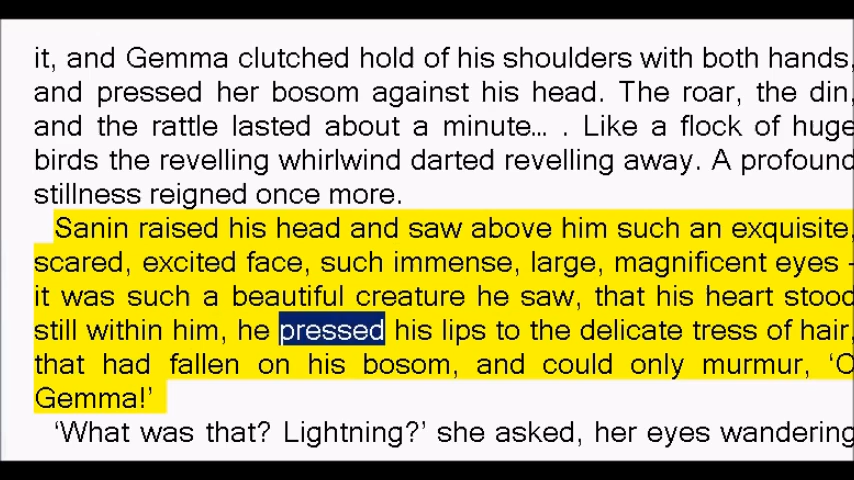 it, and Gemma clutched hold of his shoulders with both hands,
and pressed her bosom against his head. The roar, the din,
and the rattle lasted about a minute... . Like a flock of huge
birds the revelling whirlwind darted revelling away. A profound
stillness reigned once more.
Sanin raised his head and saw above him such an exquisite,
scared, excited face, such immense, large, magnificent eyes -
it was such a beautiful creature he saw, that his heart stood
still within him, he pressed his lips to the delicate tress of hair,
that had fallen on his bosom, and could only murmur, ‘O
Gemma!’
‘What was that? Lightning?’ she asked, her eyes wandering